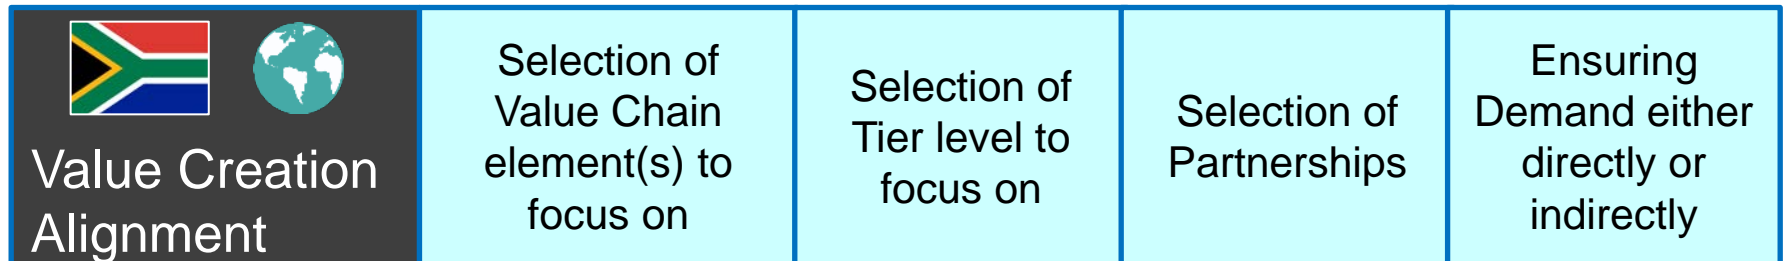 Value Creation
Alignment
Selection of
Value Chain
element(s) to
focus on
Selection of
Tier level to
focus on
Selection of
Partnerships
Ensuring
Demand either
directly or
indirectly